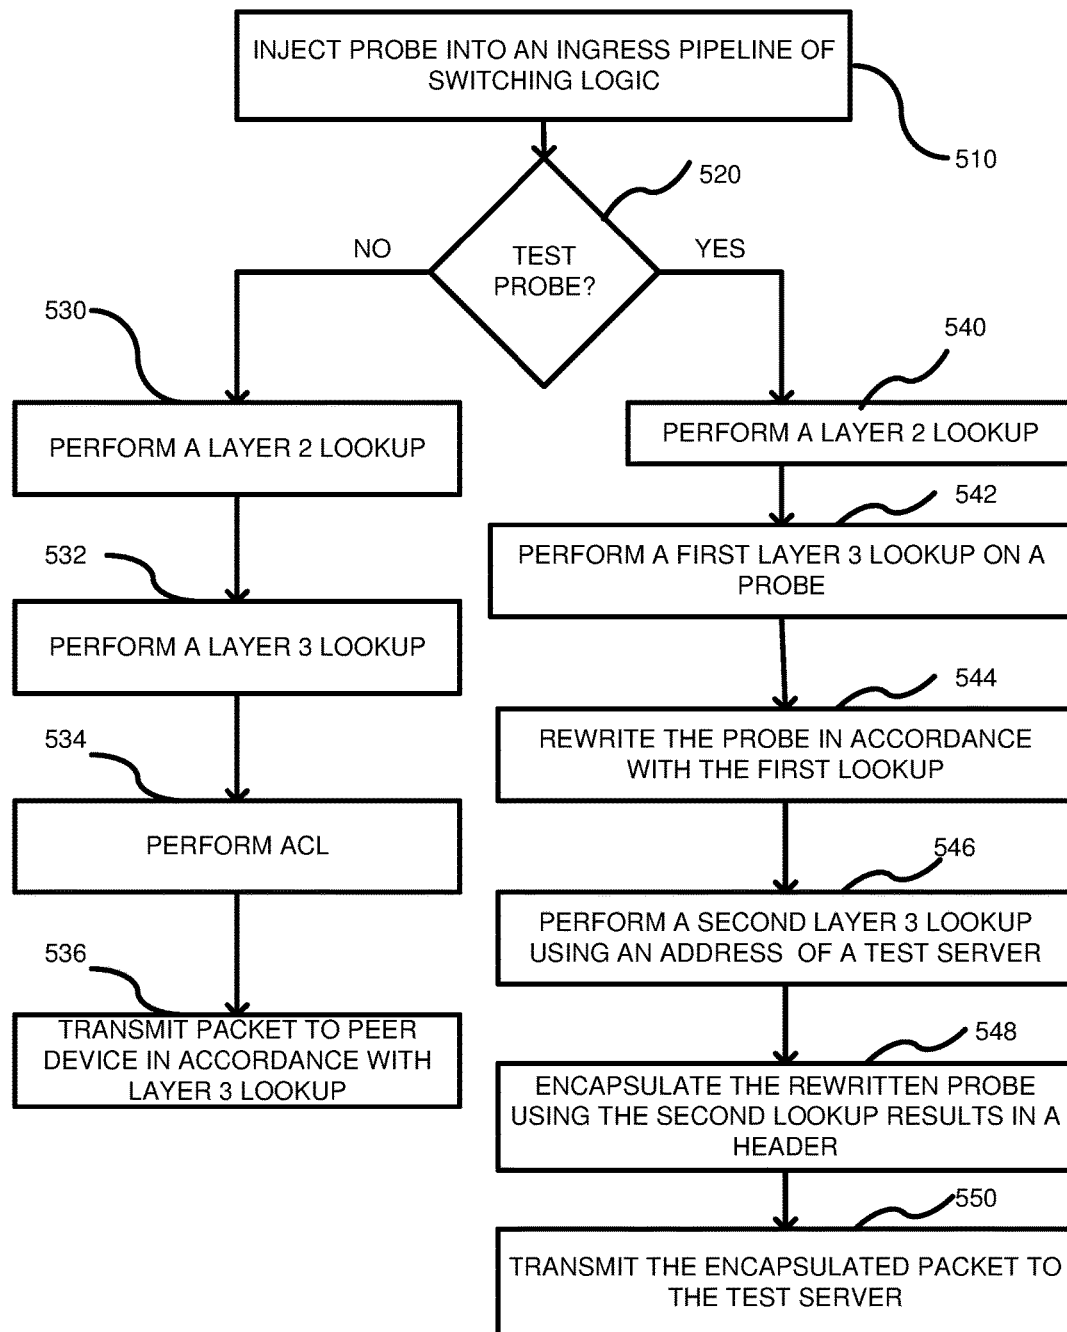 INJECT PROBE INTO AN INGRESS PIPELINE OF
SWITCHING LOGIC
510
520
TEST
PROBE?
NO
YES
530
PERFORM A LAYER 2 LOOKUP
532
PERFORM A LAYER 3 LOOKUP
534
PERFORM ACL
536
TRANSMIT PACKET TO PEER
DEVICE IN ACCORDANCE WITH
LAYER 3 LOOKUP
540
PERFORM A LAYER 2 LOOKUP
542
PERFORM A FIRST LAYER 3 LOOKUP ON A
PROBE
544
REWRITE THE PROBE IN ACCORDANCE
WITH THE FIRST LOOKUP
546
PERFORM A SECOND LAYER 3 LOOKUP
USING AN ADDRESS OF A TEST SERVER
548
ENCAPSULATE THE REWRITTEN PROBE
USING THE SECOND LOOKUP RESULTS IN A
HEADER
550
TRANSMIT THE ENCAPSULATED PACKET TO
THE TEST SERVER